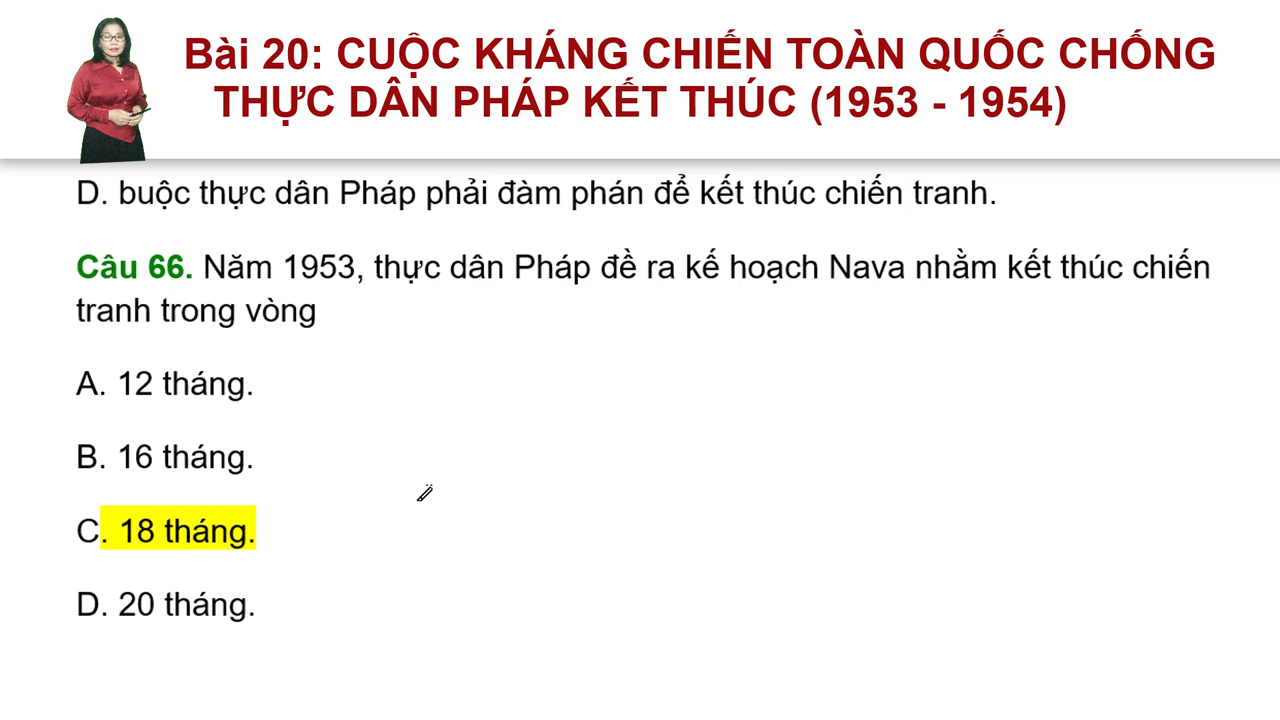 Bài 20: CUỘC KHÁNG CHIẾN TOÀN QUỐC CHỐNG
THỰC DÂN PHÁP KẾT THÚC (1953 - 1954)
D. buộc thực dân Pháp phải đàm phán để kết thúc chiến tranh.
Câu 66. Năm 1953, thực dân Pháp đề ra kế hoạch Nava nhằm kết thúc chiến
tranh trong vòng
A. 12 tháng.
B. 16 tháng.
C. 18 tháng.
D. 20 tháng.